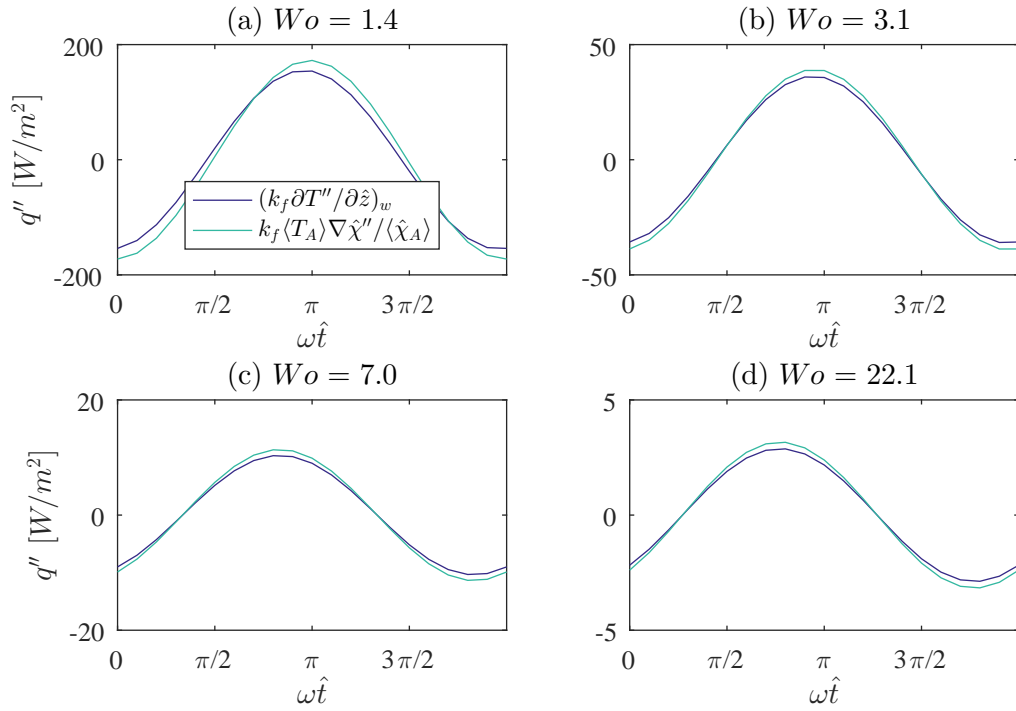 (a) Wo = 1.4
(b) Wo = 3.1
200
0
-200
q′′ [W/m²]
(k_f ∂T′′/∂ẑ)_w
k_f⟨T_A⟩∇χ̂′′/⟨χ̂_A⟩
0 π/2 π 3π/2
ωt̂
50
0
-50
0 π/2 π 3π/2
ωt̂
(c) Wo = 7.0
(d) Wo = 22.1
20
0
-20
q′′ [W/m²]
0 π/2 π 3π/2
ωt̂
5
0
-5
0 π/2 π 3π/2
ωt̂